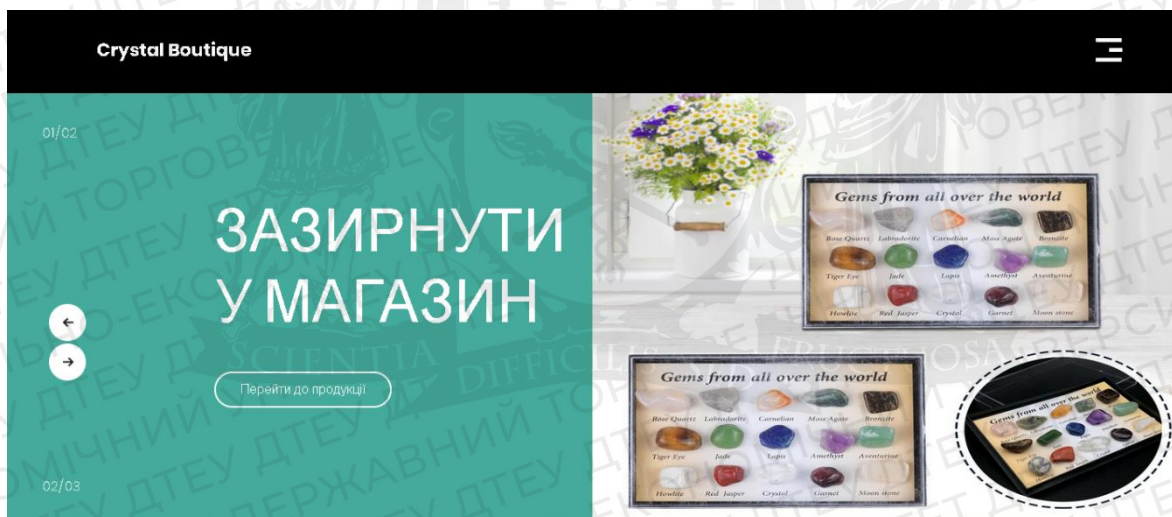 Crystal Boutique
01/02
ЗАЗИРНУТИ
У МАГАЗИН
Перейти до продукції
02/03
Gems from all over the world
Rose Quartz Labradorite Carnelian Moss Agate Bronzite
Tiger Eye Jade Lapis Amethyst Aventurine
Howlite Red Jasper Crystal Garnet Moon stone
Gems from all over the world
Rose Quartz Labradorite Carnelian Moss Agate Bronzite
Tiger Eye Jade Lapis Amethyst Aventurine
Howlite Red Jasper Crystal Garnet Moon stone
Gems from all over the world
SCIENTIA DIFFICILIS FRUCTUOSA